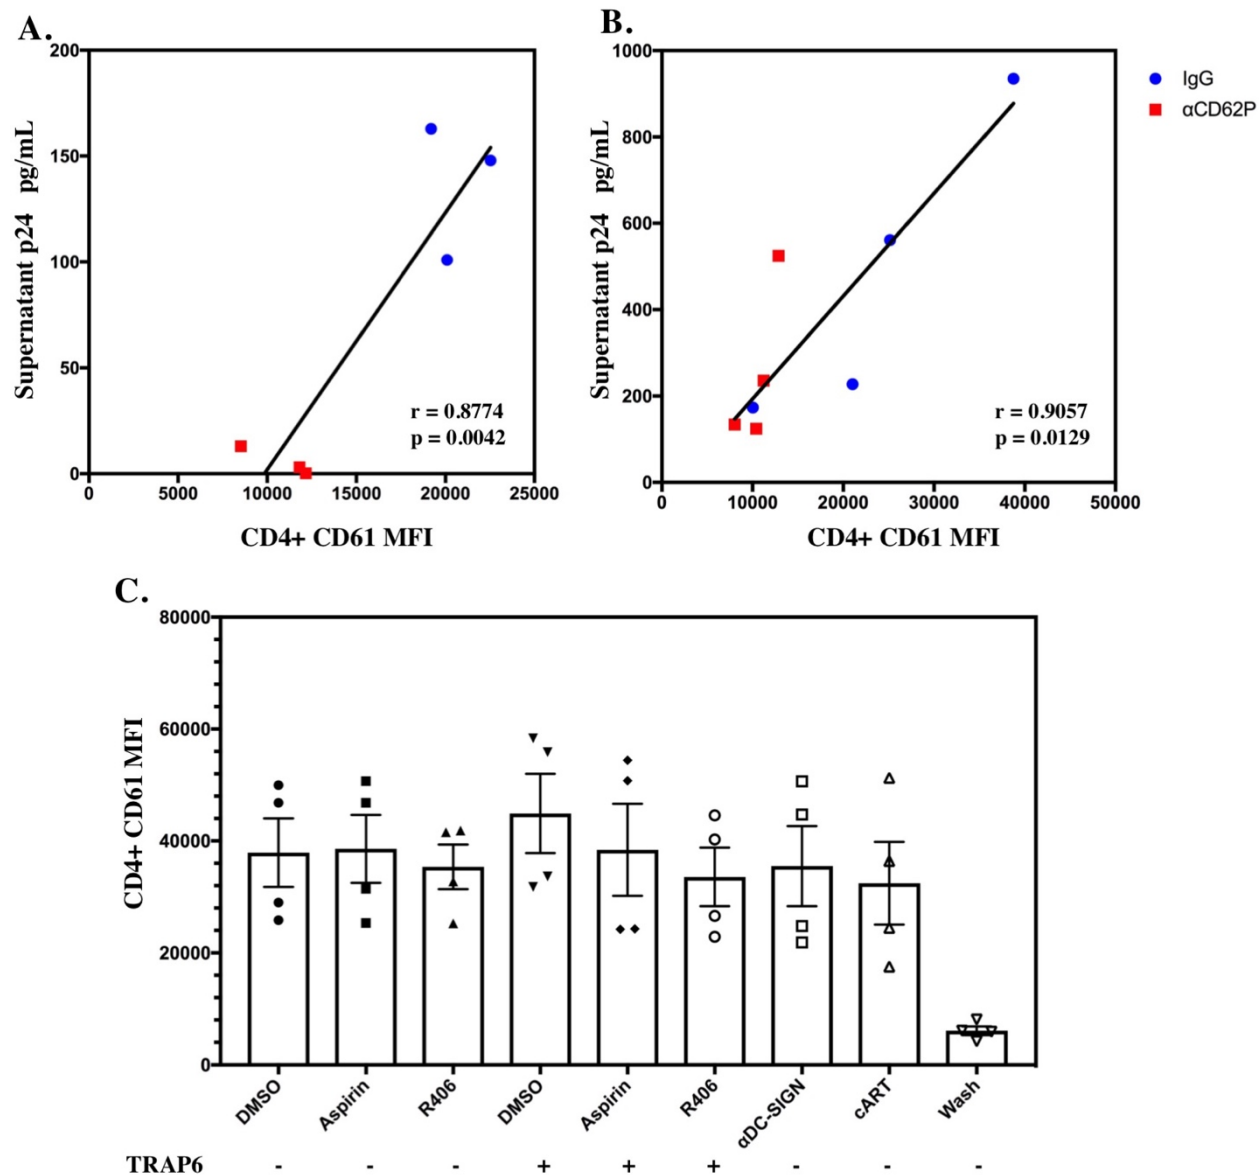 A.
200
150
100
50
0
Supernatant p24 pg/mL
r = 0.8774
p = 0.0042
0 5000 10000 15000 20000 25000
CD4+ CD61 MFI
B.
1000
800
600
400
200
0
Supernatant p24 pg/mL
r = 0.9057
p = 0.0129
0 10000 20000 30000 40000 50000
CD4+ CD61 MFI
IgG
αCD62P
C.
80000
60000
40000
20000
0
CD4+ CD61 MFI
DMSO Aspirin R406 DMSO Aspirin R406 αDC-SIGN cART Wash
TRAP6 - - - + + + - - -